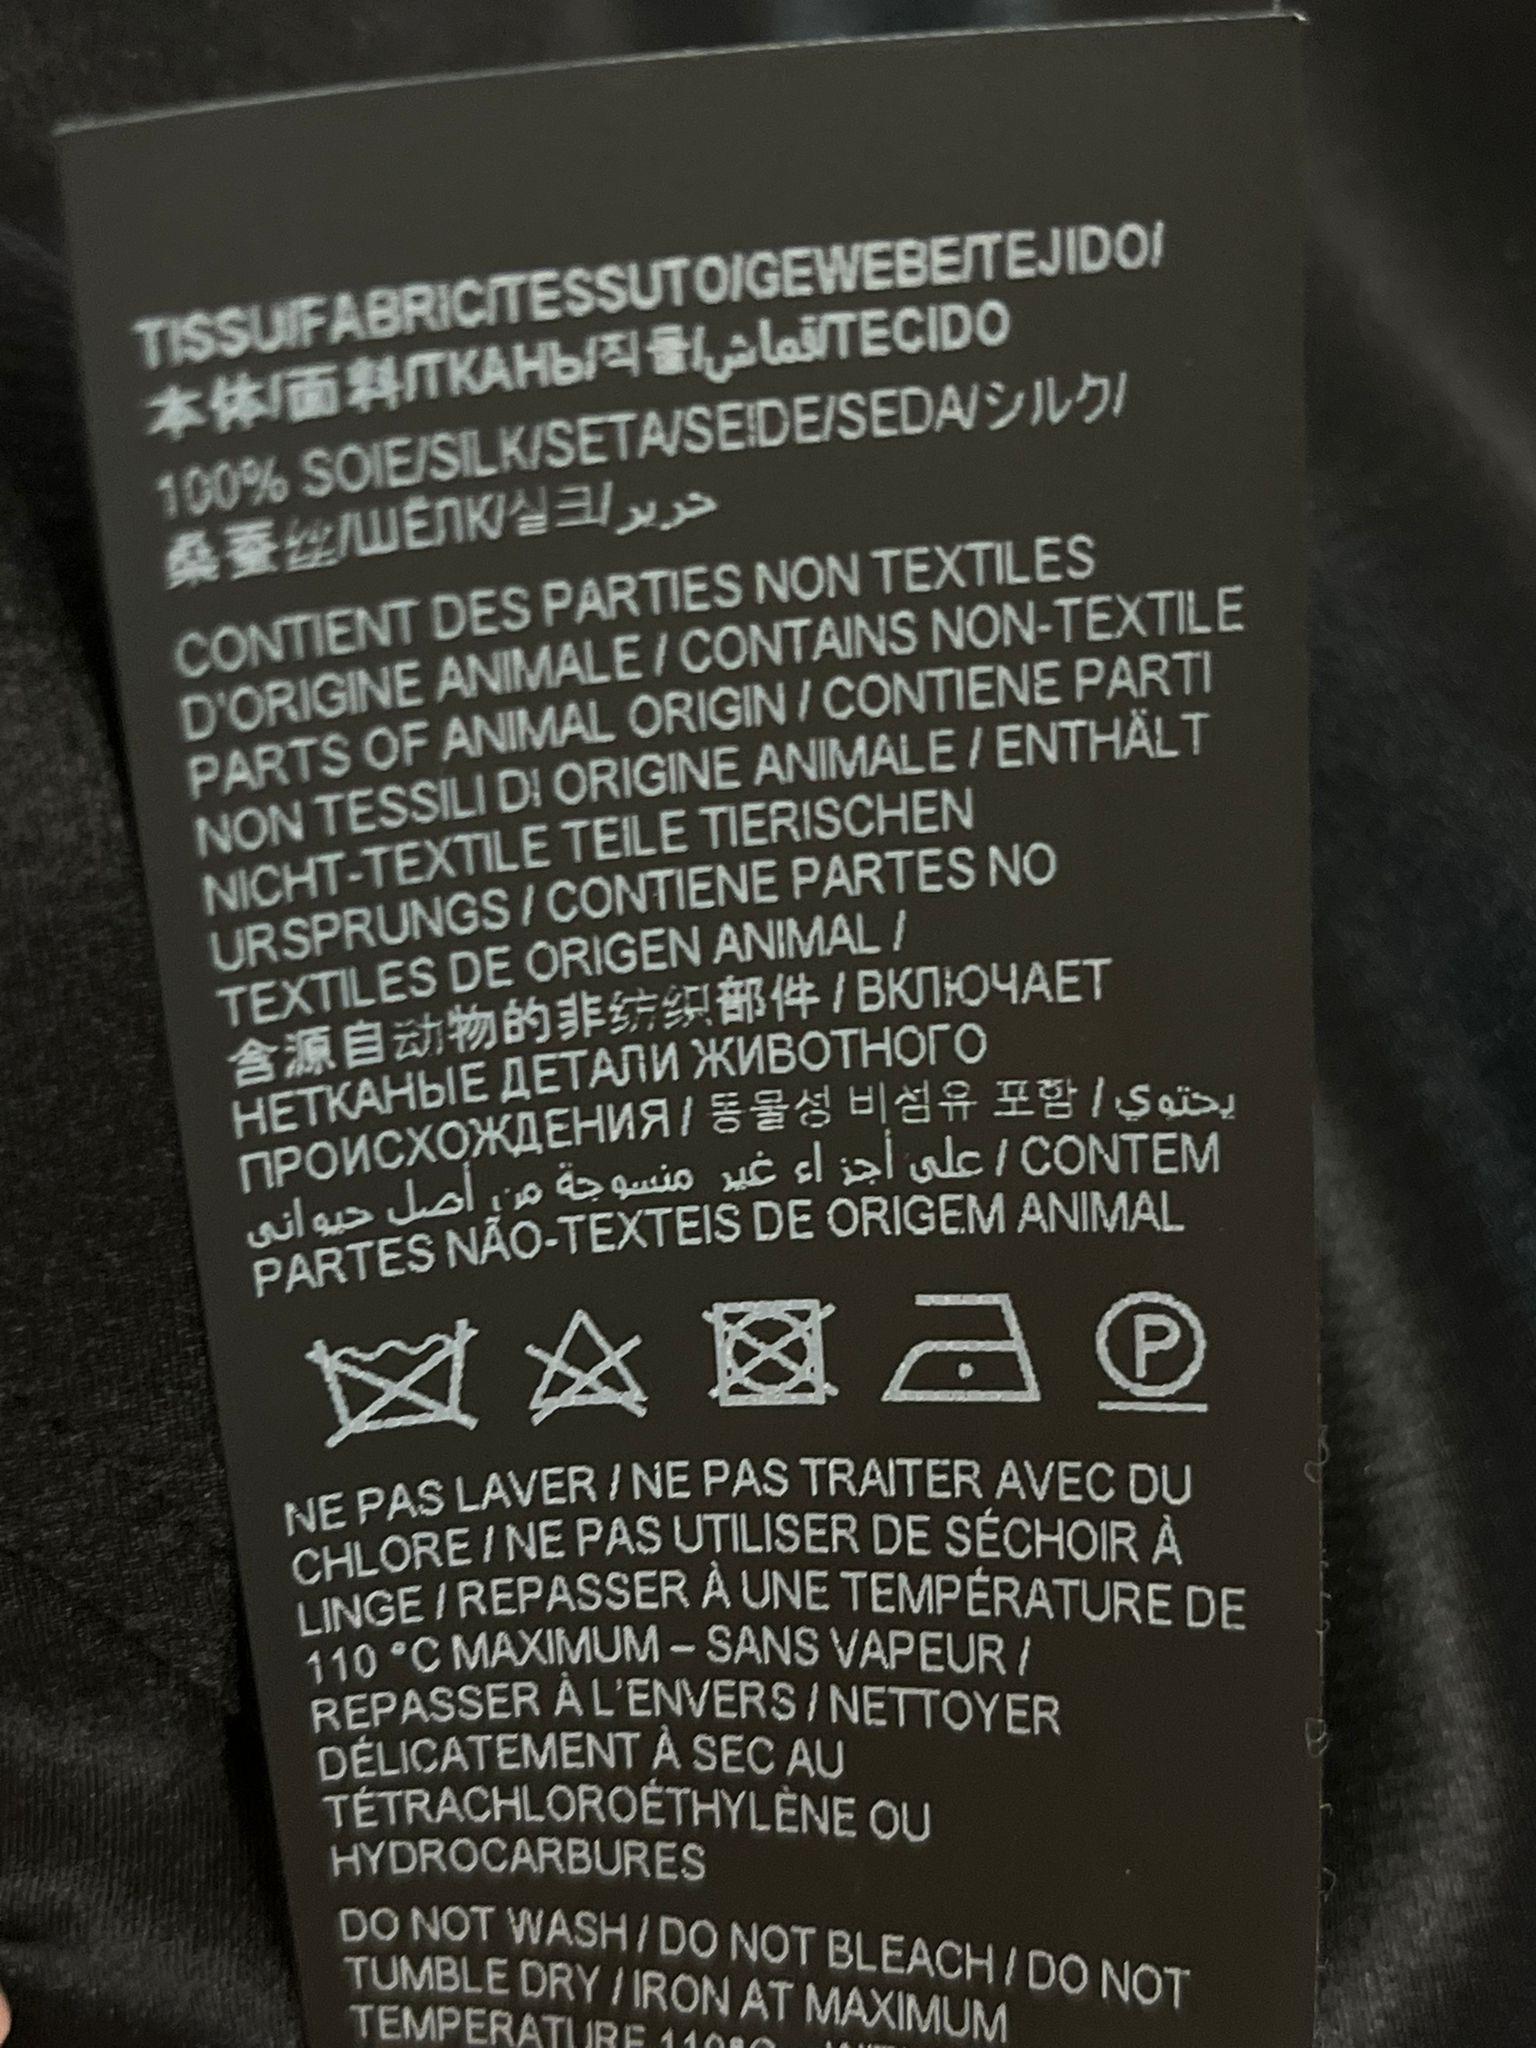 TISSU/FABRIC/TESSUTO/GEWEBE/TEJIDO/
本体/面料/ТКАНЬ/직물/قماش/TECIDO
100% SOIE/SILK/SETA/SEIDE/SEDA/シルク/
桑蚕丝/ШЁЛК/실크/حرير
CONTIENT DES PARTIES NON TEXTILES
D'ORIGINE ANIMALE / CONTAINS NON-TEXTILE
PARTS OF ANIMAL ORIGIN / CONTIENE PARTI
NON TESSILI DI ORIGINE ANIMALE / ENTHÄLT
NICHT-TEXTILE TEILE TIERISCHEN
URSPRUNGS / CONTIENE PARTES NO
TEXTILES DE ORIGEN ANIMAL /
含源自动物的非纺织部件 / ВКЛЮЧАЕТ
НЕТКАНЫЕ ДЕТАЛИ ЖИВОТНОГО
ПРОИСХОЖДЕНИЯ / 동물성 비섬유 포함 / يحتوي
على أجزاء غير منسوجة من أصل حيواني / CONTEM
PARTES NÃO-TEXTEIS DE ORIGEM ANIMAL
P
NE PAS LAVER / NE PAS TRAITER AVEC DU
CHLORE / NE PAS UTILISER DE SÉCHOIR À
LINGE / REPASSER À UNE TEMPÉRATURE DE
110 °C MAXIMUM – SANS VAPEUR /
REPASSER À L'ENVERS / NETTOYER
DÉLICATEMENT À SEC AU
TÉTRACHLOROÉTHYLÈNE OU
HYDROCARBURES
DO NOT WASH / DO NOT BLEACH / DO NOT
TUMBLE DRY / IRON AT MAXIMUM
TEMPERATURE 110°C